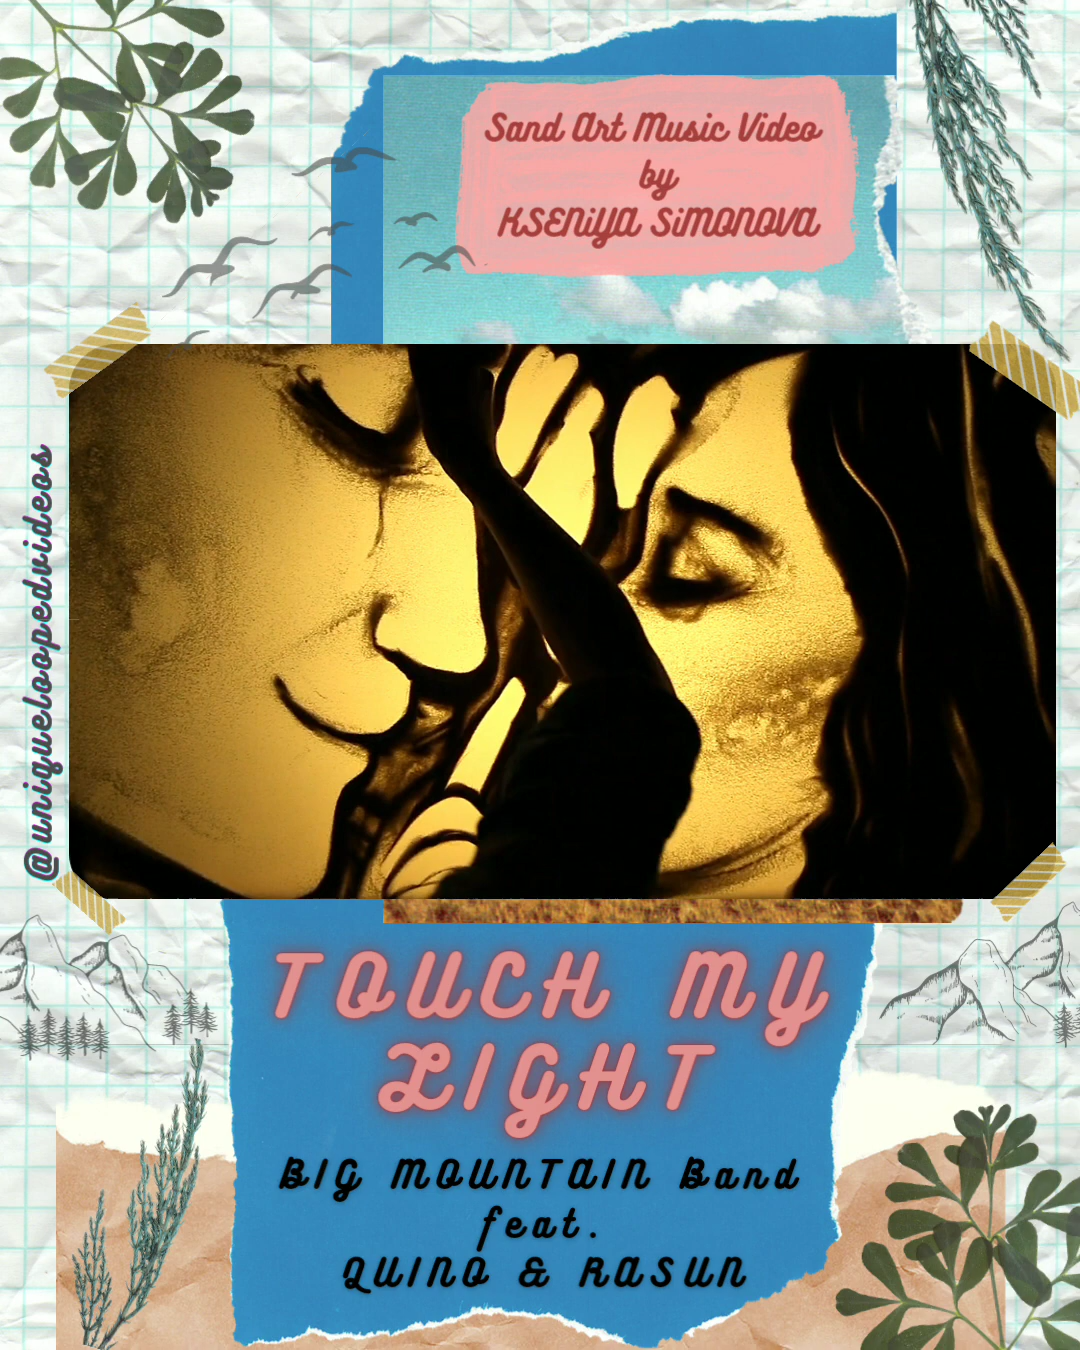 Sand Art Music Video
by
KSENiYA SiMONOVA
@uniqueloopedvideos
TOUCH MY
LIGHT
BIG MOUNTAIN Band
feat.
QUINO & RASUN